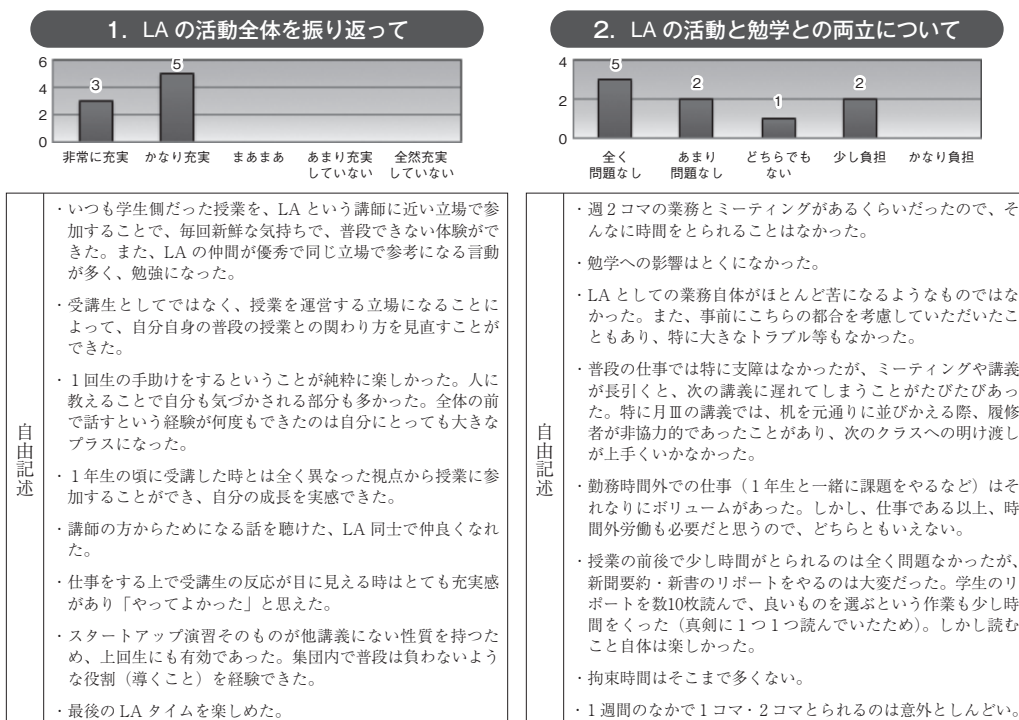 1. LA の活動全体を振り返って
6
4
2
0
3
5
非常に充実
かなり充実
まあまあ
あまり充実
していない
全然充実
していない
自由記述
・いつも学生側だった授業を、LA という講師に近い立場で参
加することで、毎回新鮮な気持ちで、普段できない体験がで
きた。また、LA の仲間が優秀で同じ立場で参考になる言動
が多く、勉強になった。
・受講生としてではなく、授業を運営する立場になることに
よって、自分自身の普段の授業との関わり方を見直すことが
できた。
・１回生の手助けをするということが純粋に楽しかった。人に
教えることで自分も気づかされる部分も多かった。全体の前
で話すという経験が何度もできたのは自分にとっても大きな
プラスになった。
・１年生の頃に受講した時とは全く異なった視点から授業に参
加することができ、自分の成長を実感できた。
・講師の方からためになる話を聴けた、LA 同士で仲良くなれ
た。
・仕事をする上で受講生の反応が目に見える時はとても充実感
があり「やってよかった」と思えた。
・スタートアップ演習そのものが他講義にない性質を持つた
め、上回生にも有効であった。集団内で普段は負わないよう
な役割（導くこと）を経験できた。
・最後の LA タイムを楽しめた。
2. LA の活動と勉学との両立について
4
2
0
5
2
1
2
全く
問題なし
あまり
問題なし
どちらでも
ない
少し負担
かなり負担
自由記述
・週２コマの業務とミーティングがあるくらいだったので、そ
んなに時間をとられることはなかった。
・勉学への影響はとくになかった。
・LA としての業務自体がほとんど苦になるようなものではな
かった。また、事前にこちらの都合を考慮していただいたこ
ともあり、特に大きなトラブル等もなかった。
・普段の仕事では特に支障はなかったが、ミーティングや講義
が長引くと、次の講義に遅れてしまうことがたびたびあっ
た。特に月Ⅲの講義では、机を元通りに並びかえる際、履修
者が非協力的であったことがあり、次のクラスへの明け渡し
が上手くいかなかった。
・勤務時間外での仕事（１年生と一緒に課題をやるなど）はそ
れなりにボリュームがあった。しかし、仕事である以上、時
間外労働も必要だと思うので、どちらともいえない。
・授業の前後で少し時間がとられるのは全く問題なかったが、
新聞要約・新書のリポートをやるのは大変だった。学生のリ
ポートを数10枚読んで、良いものを選ぶという作業も少し時
間をくった（真剣に１つ１つ読んでいたため）。しかし読む
こと自体は楽しかった。
・拘束時間はそこまで多くない。
・１週間のなかで１コマ・２コマとられるのは意外としんどい。